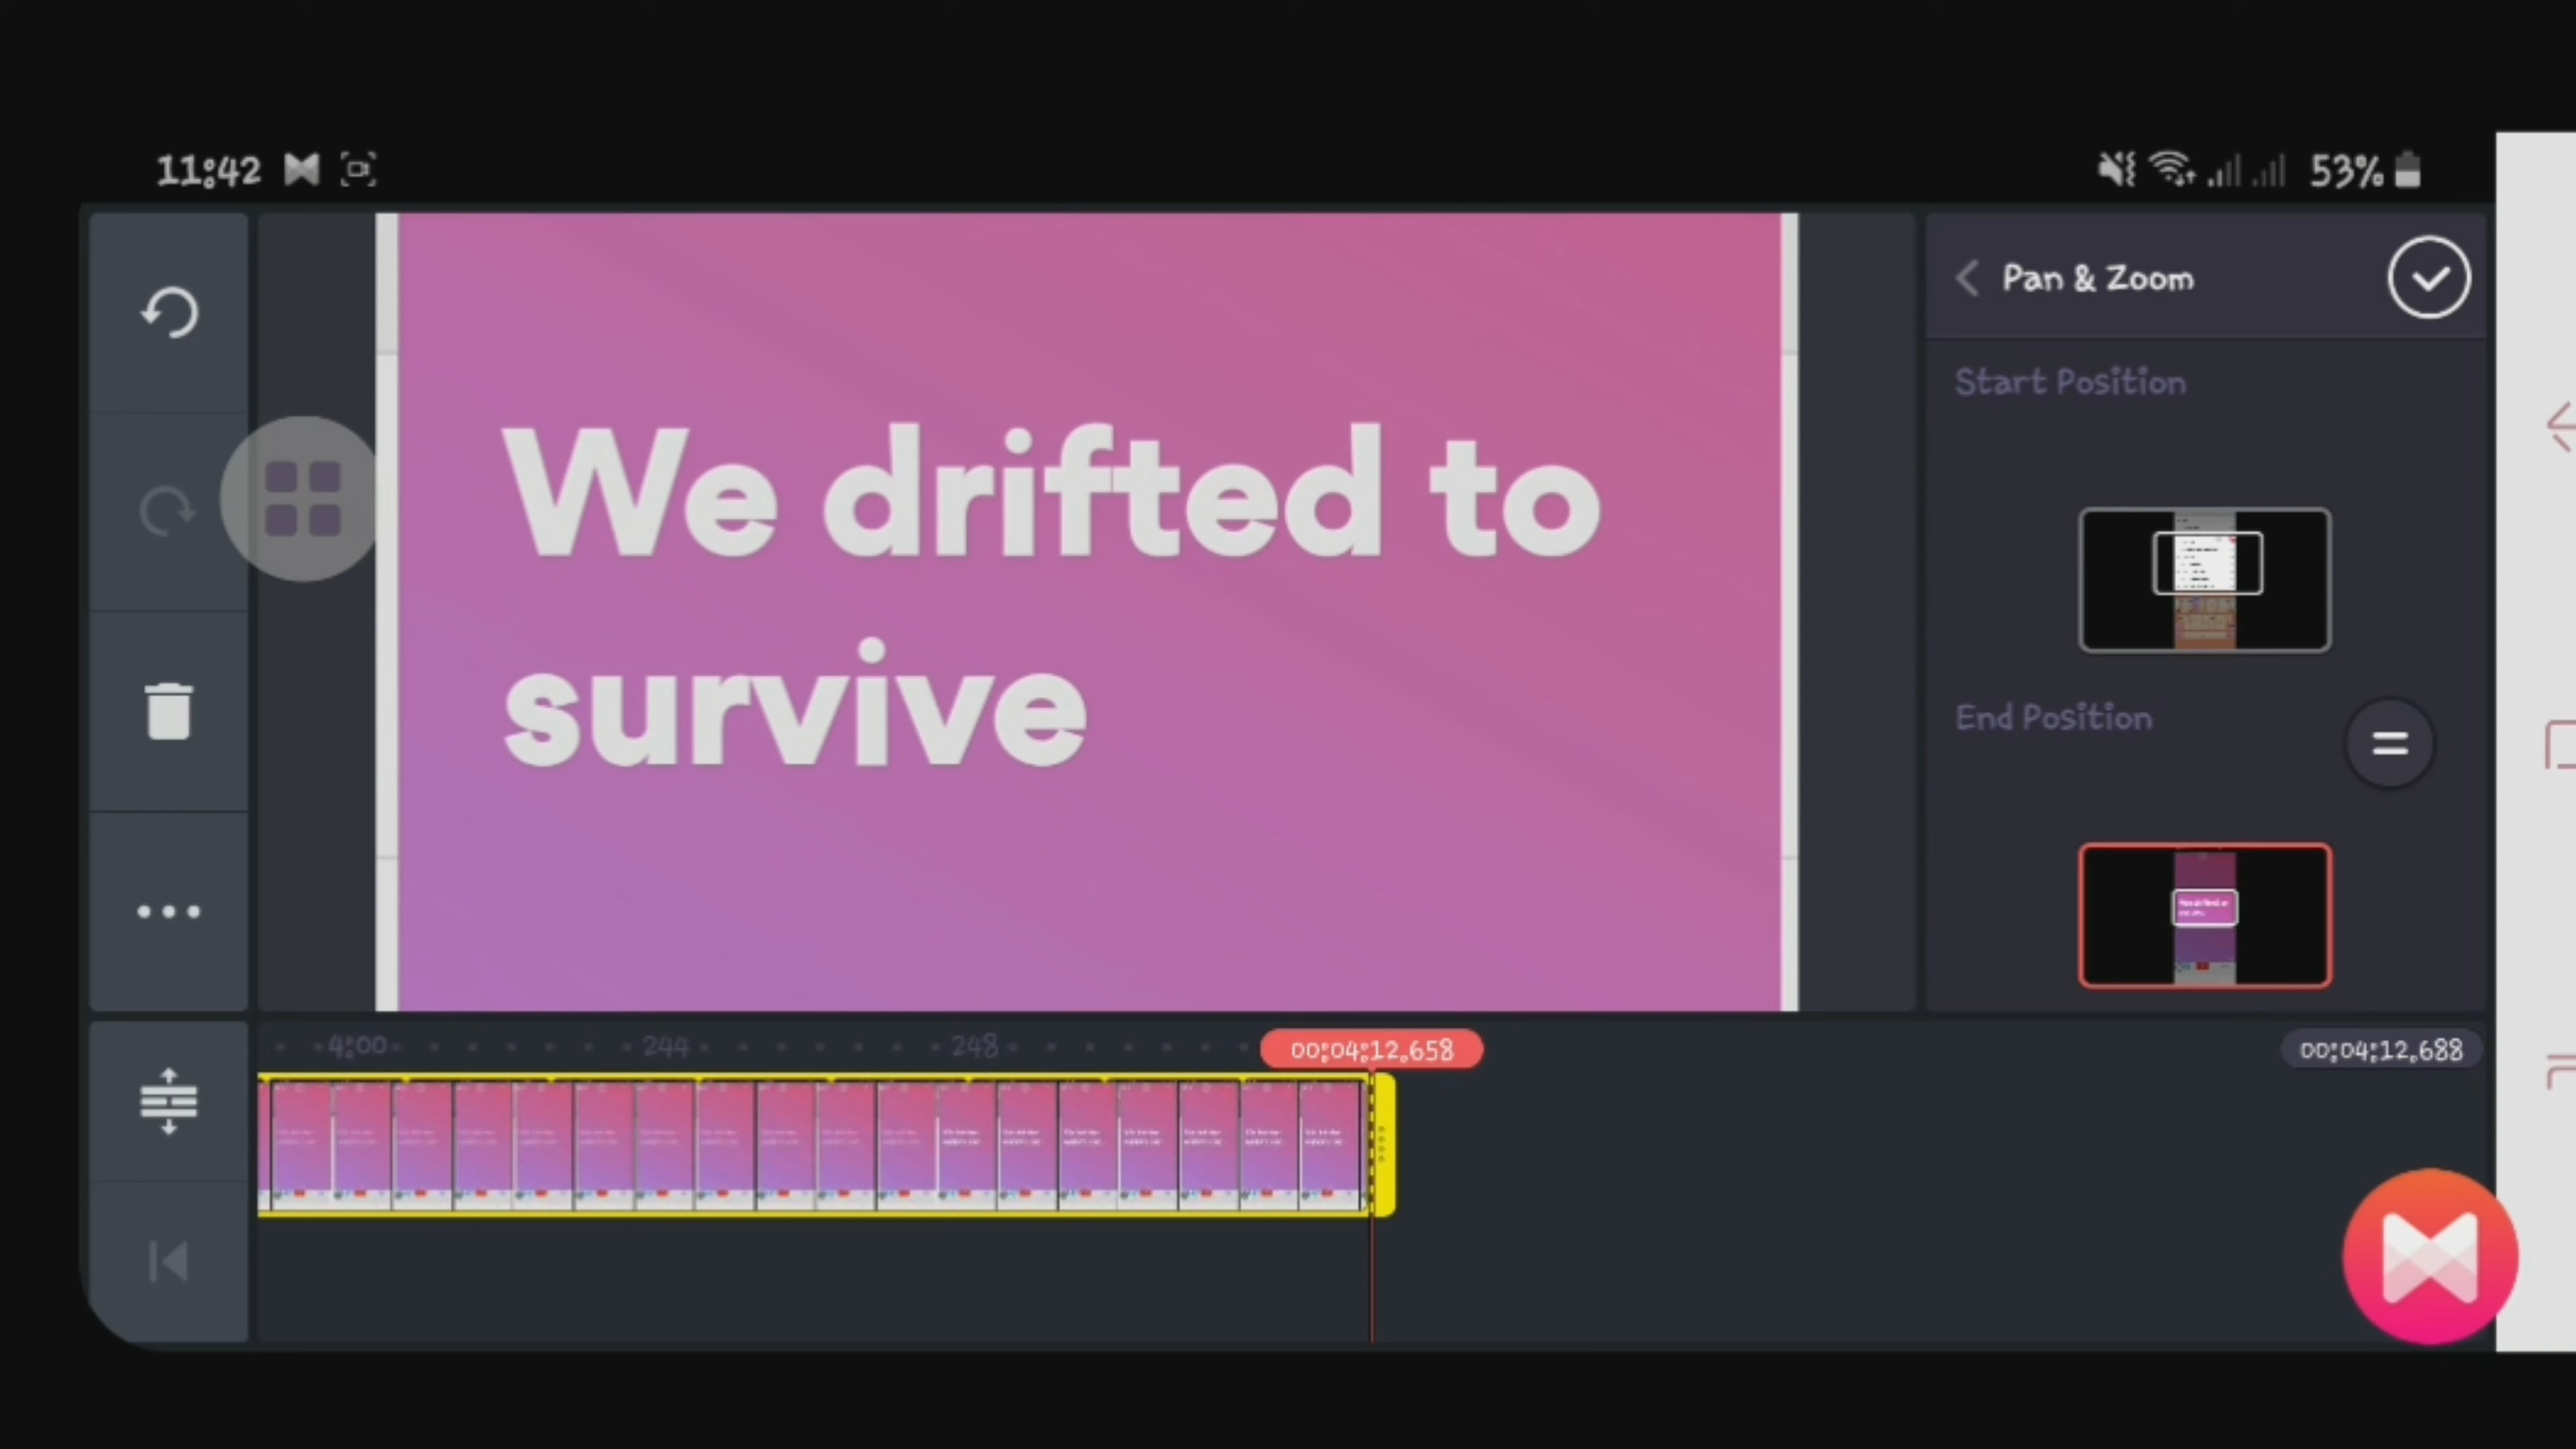 11:42
53%
Pan & Zoom
Start Position
We drifted to
survive
End Position
4:00
244
248
00:04:12.658
00:04:12.688